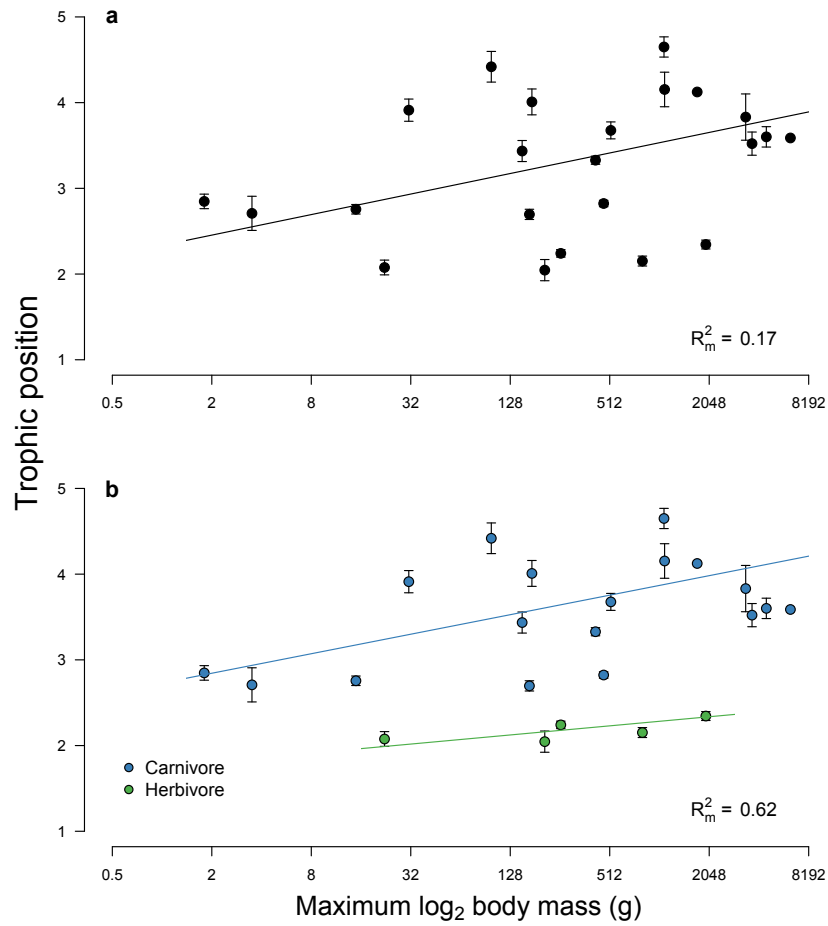 a
5
4
3
2
1
R²m = 0.17
0.5 2 8 32 128 512 2048 8192
Trophic position
b
5
4
3
2
1
Carnivore
Herbivore
R²m = 0.62
0.5 2 8 32 128 512 2048 8192
Maximum log₂ body mass (g)